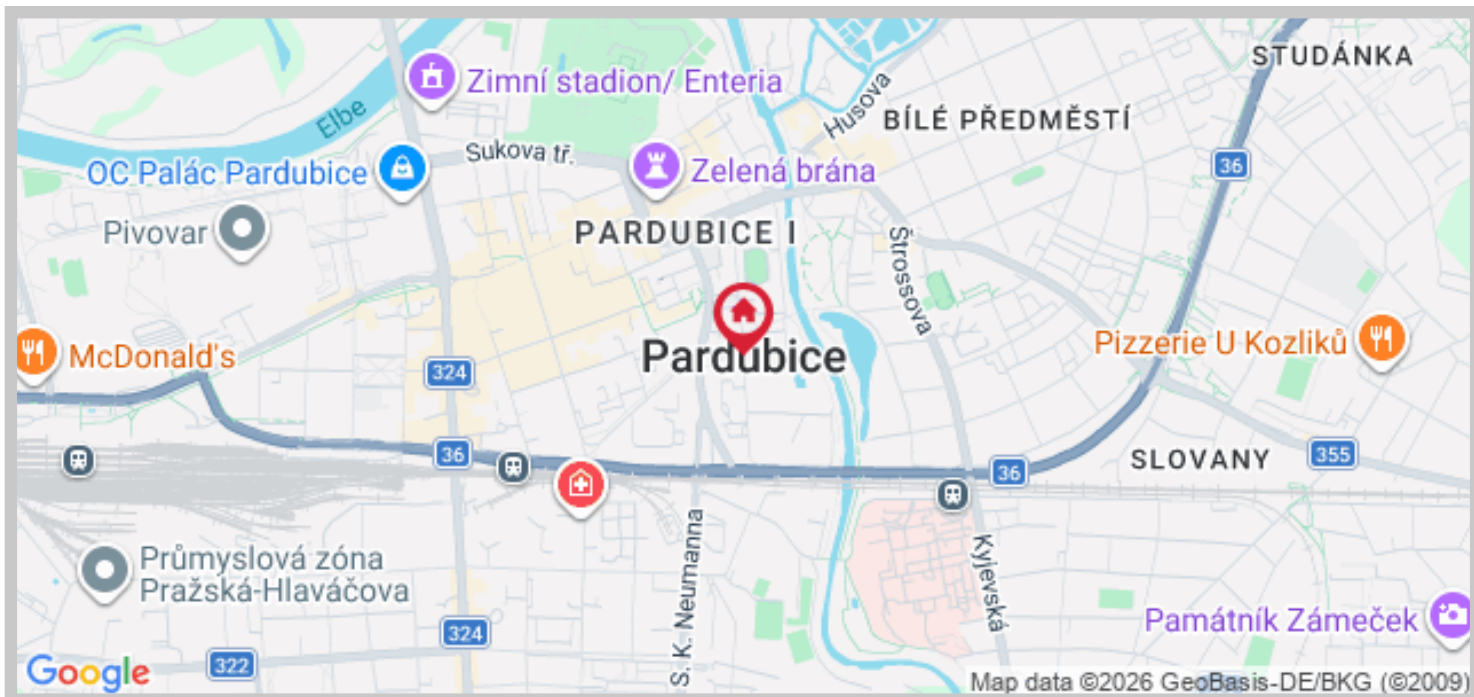 STUDÁNKA
Zimní stadion/ Enteria
Elbe
Husova
BÍLÉ PŘEDMĚSTÍ
Sukova tř.
36
OC Palác Pardubice
Zelená brána
Pivovar
PARDUBICE I
Štrossova
McDonald's
Pardubice
Pizzerie U Kozliků
324
36
36
SLOVANY
355
Průmyslová zóna
Pražská-Hlaváčova
S. K. Neumanna
Kyjevská
Památník Zámeček
324
322
Google
Map data ©2026 GeoBasis-DE/BKG (©2009)